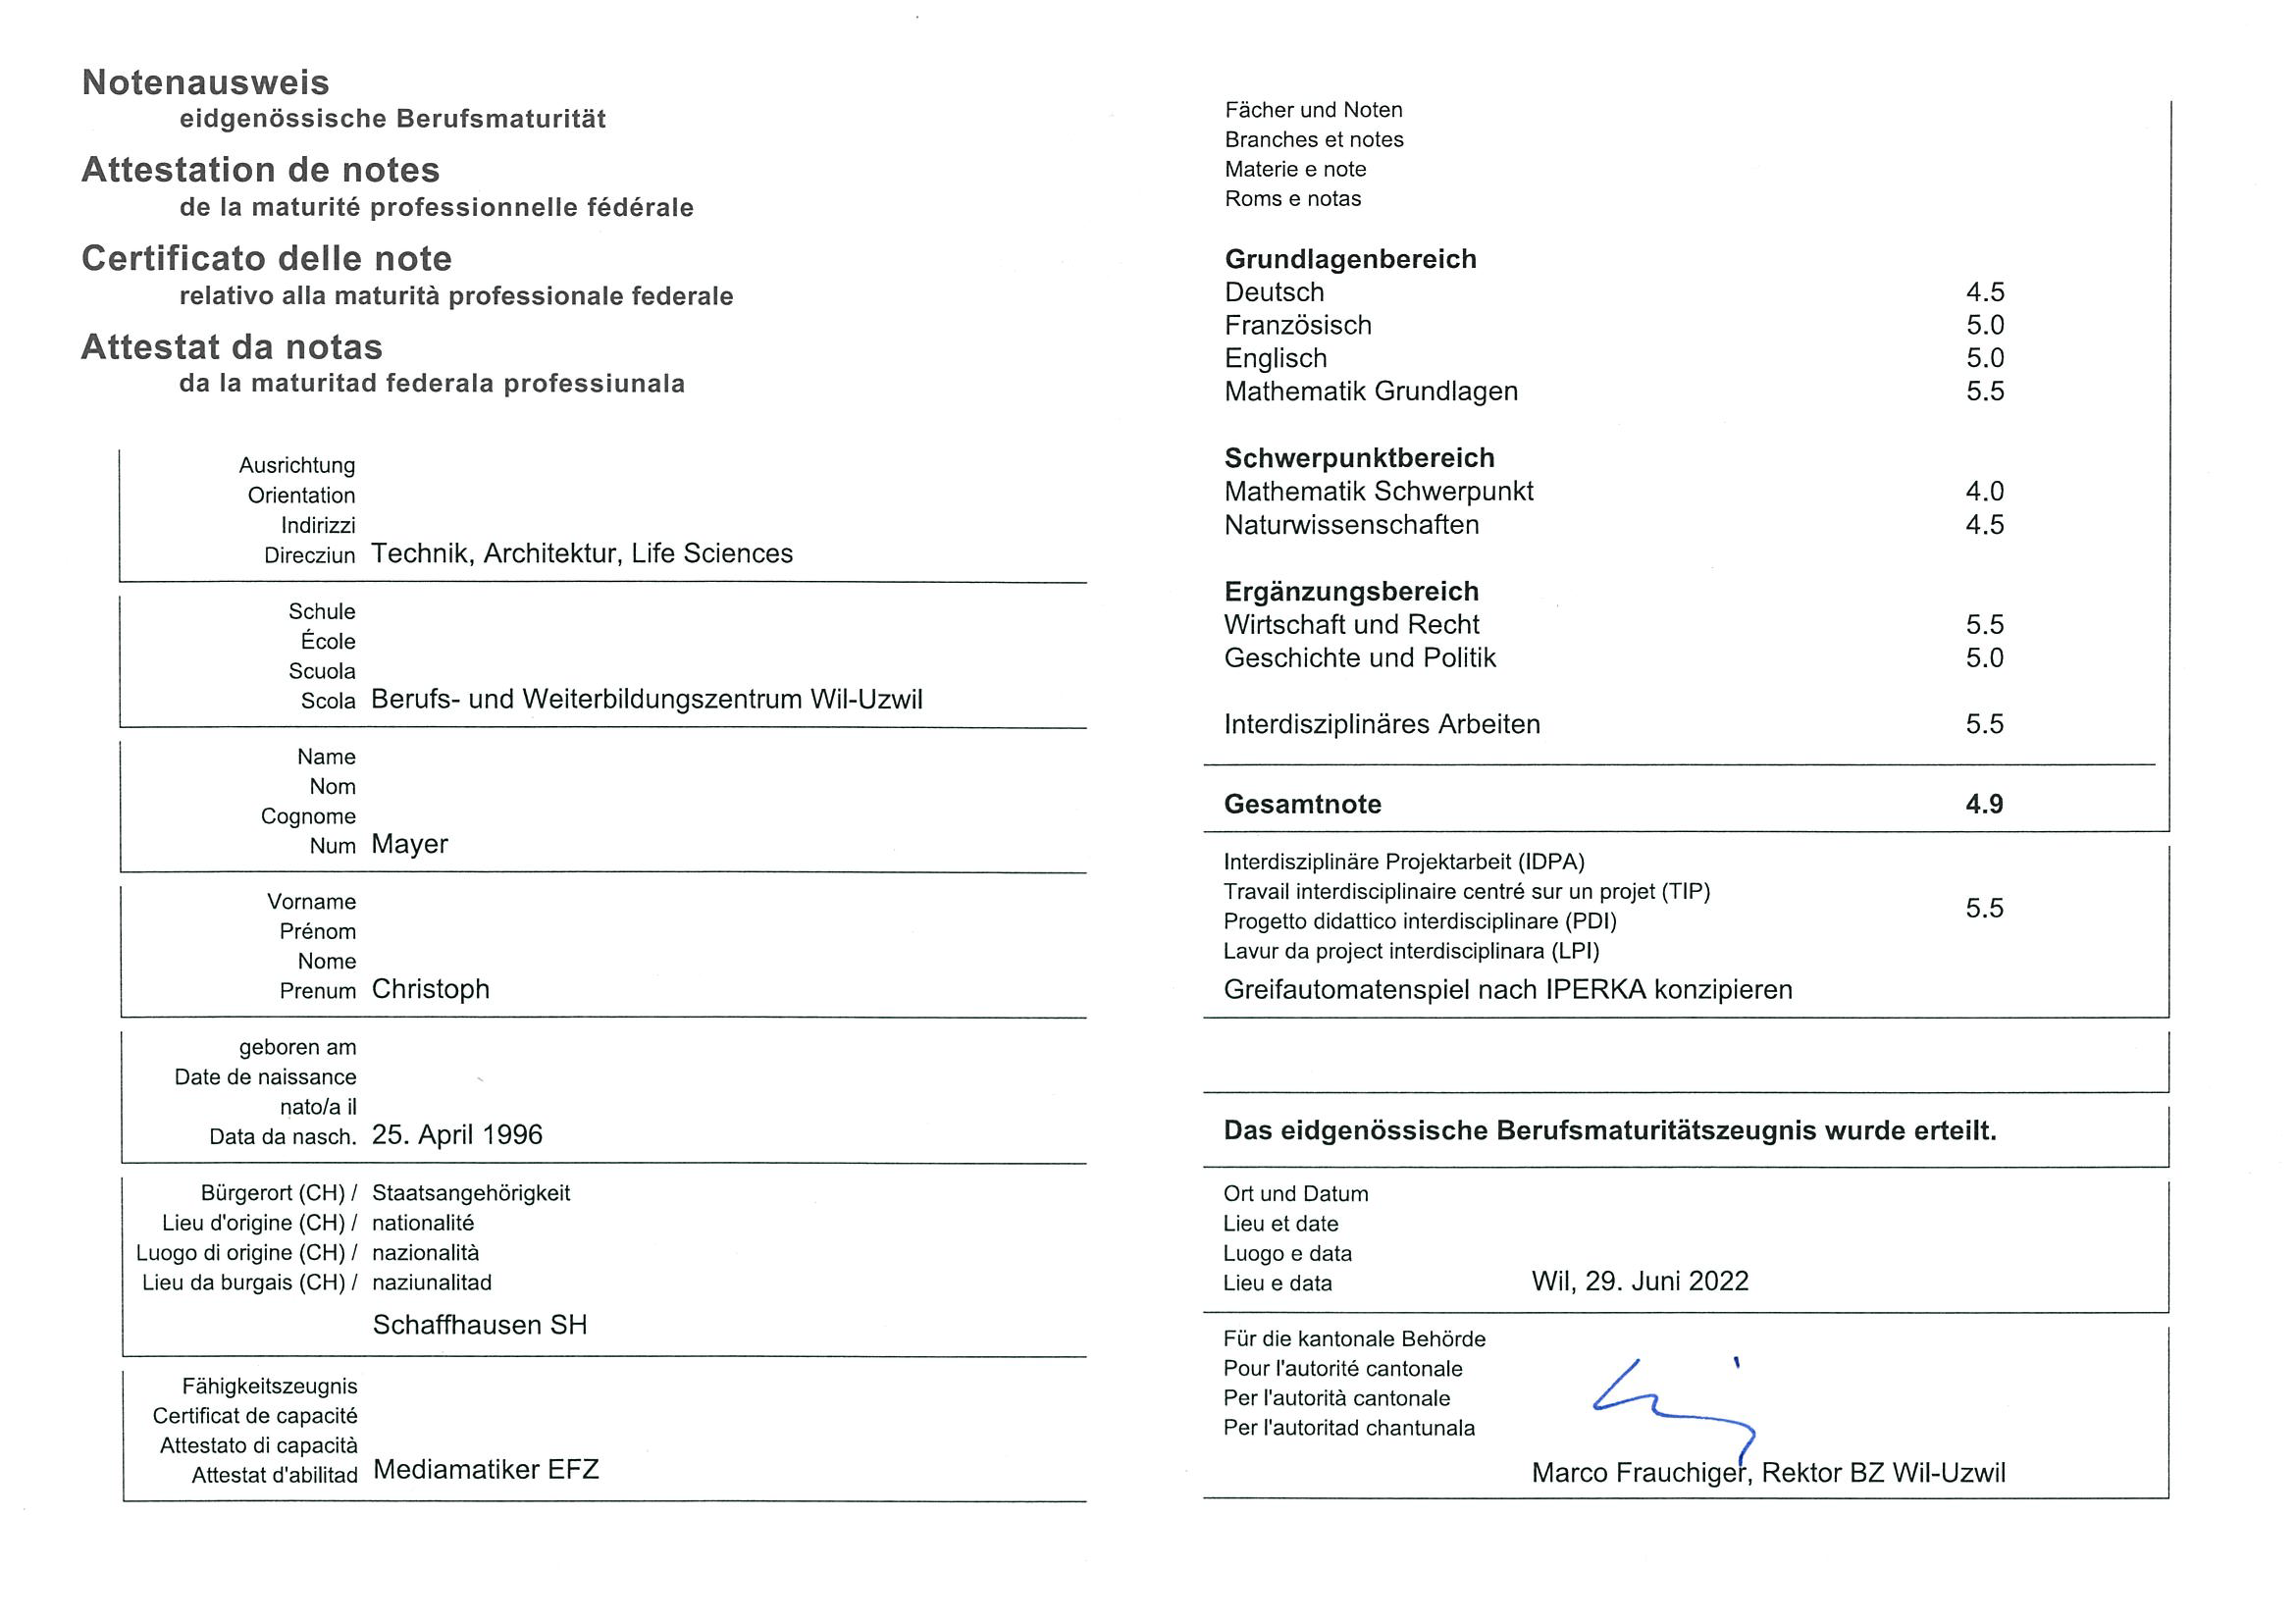 Notenausweis
eidgenössische Berufsmaturität
Attestation de notes
de la maturité professionnelle fédérale
Certificato delle note
relativo alla maturità professionale federale
Attestat da notas
da la maturitad federala professiunala
Ausrichtung
Orientation
Indirizzi
Direcziun Technik, Architektur, Life Sciences
Schule
École
Scuola
Scola Berufs- und Weiterbildungszentrum Wil-Uzwil
Name
Nom
Cognome
Num Mayer
Vorname
Prénom
Nome
Prenum Christoph
geboren am
Date de naissance
nato/a il
Data da nasch. 25. April 1996
Bürgerort (CH) / Staatsangehörigkeit
Lieu d'origine (CH) / nationalité
Luogo di origine (CH) / nazionalità
Lieu da burgais (CH) / naziunalitad
Schaffhausen SH
Fähigkeitszeugnis
Certificat de capacité
Attestato di capacità
Attestat d'abilitad Mediamatiker EFZ
Fächer und Noten
Branches et notes
Materie e note
Roms e notas
Grundlagenbereich
Deutsch 4.5
Französisch 5.0
Englisch 5.0
Mathematik Grundlagen 5.5
Schwerpunktbereich
Mathematik Schwerpunkt 4.0
Naturwissenschaften 4.5
Ergänzungsbereich
Wirtschaft und Recht 5.5
Geschichte und Politik 5.0
Interdisziplinäres Arbeiten 5.5
Gesamtnote 4.9
Interdisziplinäre Projektarbeit (IDPA)
Travail interdisciplinaire centré sur un projet (TIP)
5.5
Progetto didattico interdisciplinare (PDI)
Lavur da project interdisciplinara (LPI)
Greifautomatenspiel nach IPERKA konzipieren
Das eidgenössische Berufsmaturitätszeugnis wurde erteilt.
Ort und Datum
Lieu et date
Luogo e data
Lieu e data Wil, 29. Juni 2022
Für die kantonale Behörde
Pour l'autorité cantonale
Per l'autorità cantonale
Per l'autoritad chantunala
Marco Frauchiger, Rektor BZ Wil-Uzwil